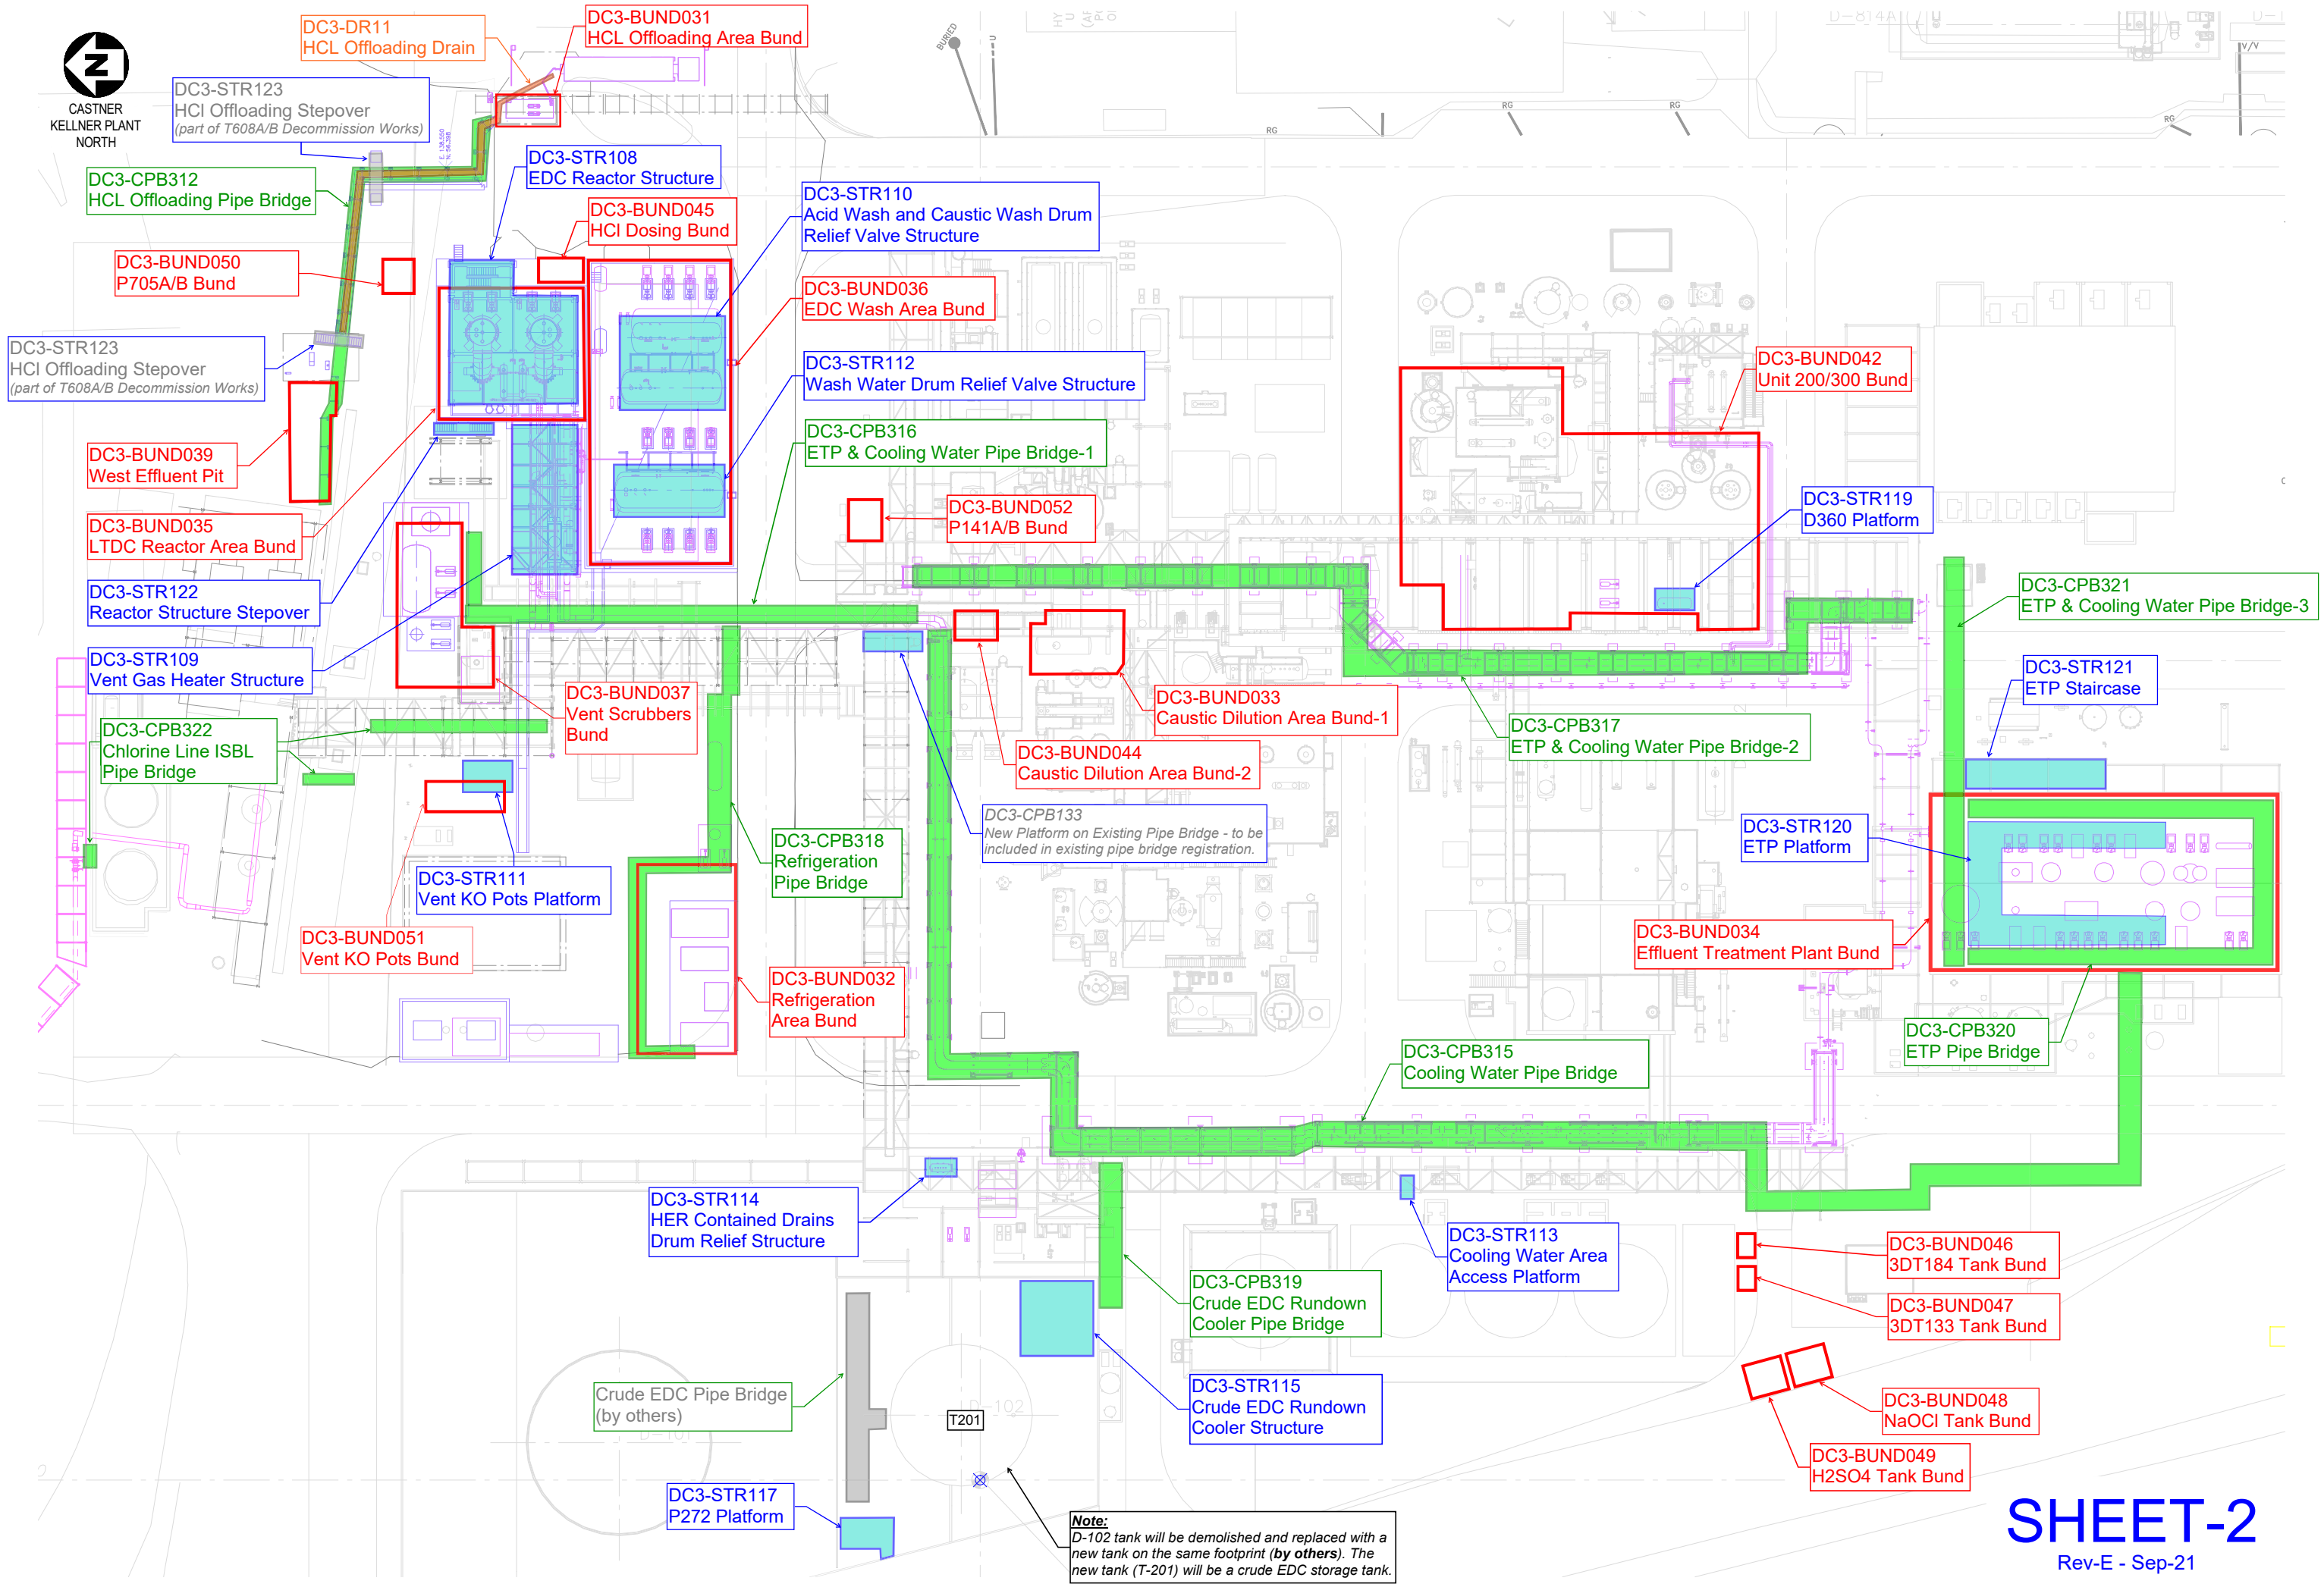 CASTNER
KELLNER PLANT
NORTH
N
DC3-DR11
HCL Offloading Drain
DC3-BUND031
HCL Offloading Area Bund
BURIED
D-814A
V/V
RG
RG
RG
RG
DC3-STR123
HCl Offloading Stepover
(part of T608A/B Decommission Works)
DC3-CPB312
HCL Offloading Pipe Bridge
DC3-STR108
EDC Reactor Structure
DC3-BUND045
HCl Dosing Bund
DC3-STR110
Acid Wash and Caustic Wash Drum
Relief Valve Structure
DC3-BUND050
P705A/B Bund
DC3-BUND036
EDC Wash Area Bund
DC3-STR123
HCl Offloading Stepover
(part of T608A/B Decommission Works)
DC3-STR112
Wash Water Drum Relief Valve Structure
DC3-BUND042
Unit 200/300 Bund
DC3-CPB316
ETP & Cooling Water Pipe Bridge-1
DC3-BUND039
West Effluent Pit
DC3-BUND052
P141A/B Bund
DC3-STR119
D360 Platform
DC3-BUND035
LTDC Reactor Area Bund
DC3-STR122
Reactor Structure Stepover
DC3-CPB321
ETP & Cooling Water Pipe Bridge-3
DC3-STR109
Vent Gas Heater Structure
DC3-STR121
ETP Staircase
DC3-BUND037
Vent Scrubbers
Bund
DC3-BUND033
Caustic Dilution Area Bund-1
DC3-CPB322
Chlorine Line ISBL
Pipe Bridge
DC3-CPB317
ETP & Cooling Water Pipe Bridge-2
DC3-BUND044
Caustic Dilution Area Bund-2
DC3-CPB133
New Platform on Existing Pipe Bridge - to be
included in existing pipe bridge registration.
DC3-STR120
ETP Platform
DC3-CPB318
Refrigeration
Pipe Bridge
DC3-STR111
Vent KO Pots Platform
DC3-BUND051
Vent KO Pots Bund
DC3-BUND034
Effluent Treatment Plant Bund
DC3-BUND032
Refrigeration
Area Bund
DC3-CPB320
ETP Pipe Bridge
DC3-CPB315
Cooling Water Pipe Bridge
DC3-STR114
HER Contained Drains
Drum Relief Structure
DC3-STR113
Cooling Water Area
Access Platform
DC3-BUND046
3DT184 Tank Bund
DC3-CPB319
Crude EDC Rundown
Cooler Pipe Bridge
DC3-BUND047
3DT133 Tank Bund
Crude EDC Pipe Bridge
(by others)
D-101
D-102
T201
DC3-STR115
Crude EDC Rundown
Cooler Structure
DC3-BUND048
NaOCl Tank Bund
DC3-BUND049
H2SO4 Tank Bund
DC3-STR117
P272 Platform
Note:
D-102 tank will be demolished and replaced with a
new tank on the same footprint (by others). The
new tank (T-201) will be a crude EDC storage tank.
SHEET-2
Rev-E - Sep-21